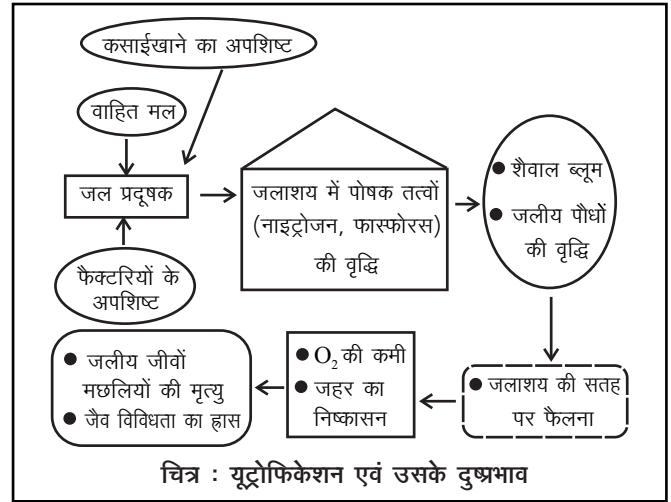 कसाईखाने का अपशिष्ट
वाहित मल
जल प्रदूषक
फैक्टरियों के
अपशिष्ट
जलाशय में पोषक तत्वों
(नाइट्रोजन, फास्फोरस)
की वृद्धि
● शैवाल ब्लूम
● जलीय पौधों
की वृद्धि
● जलाशय की सतह
पर फैलना
● O₂ की कमी
● जहर का
निष्कासन
● जलीय जीवों
मछलियों की मृत्यु
● जैव विविधता का ह्रास
चित्र : यूट्रोफिकेशन एवं उसके दुष्प्रभाव